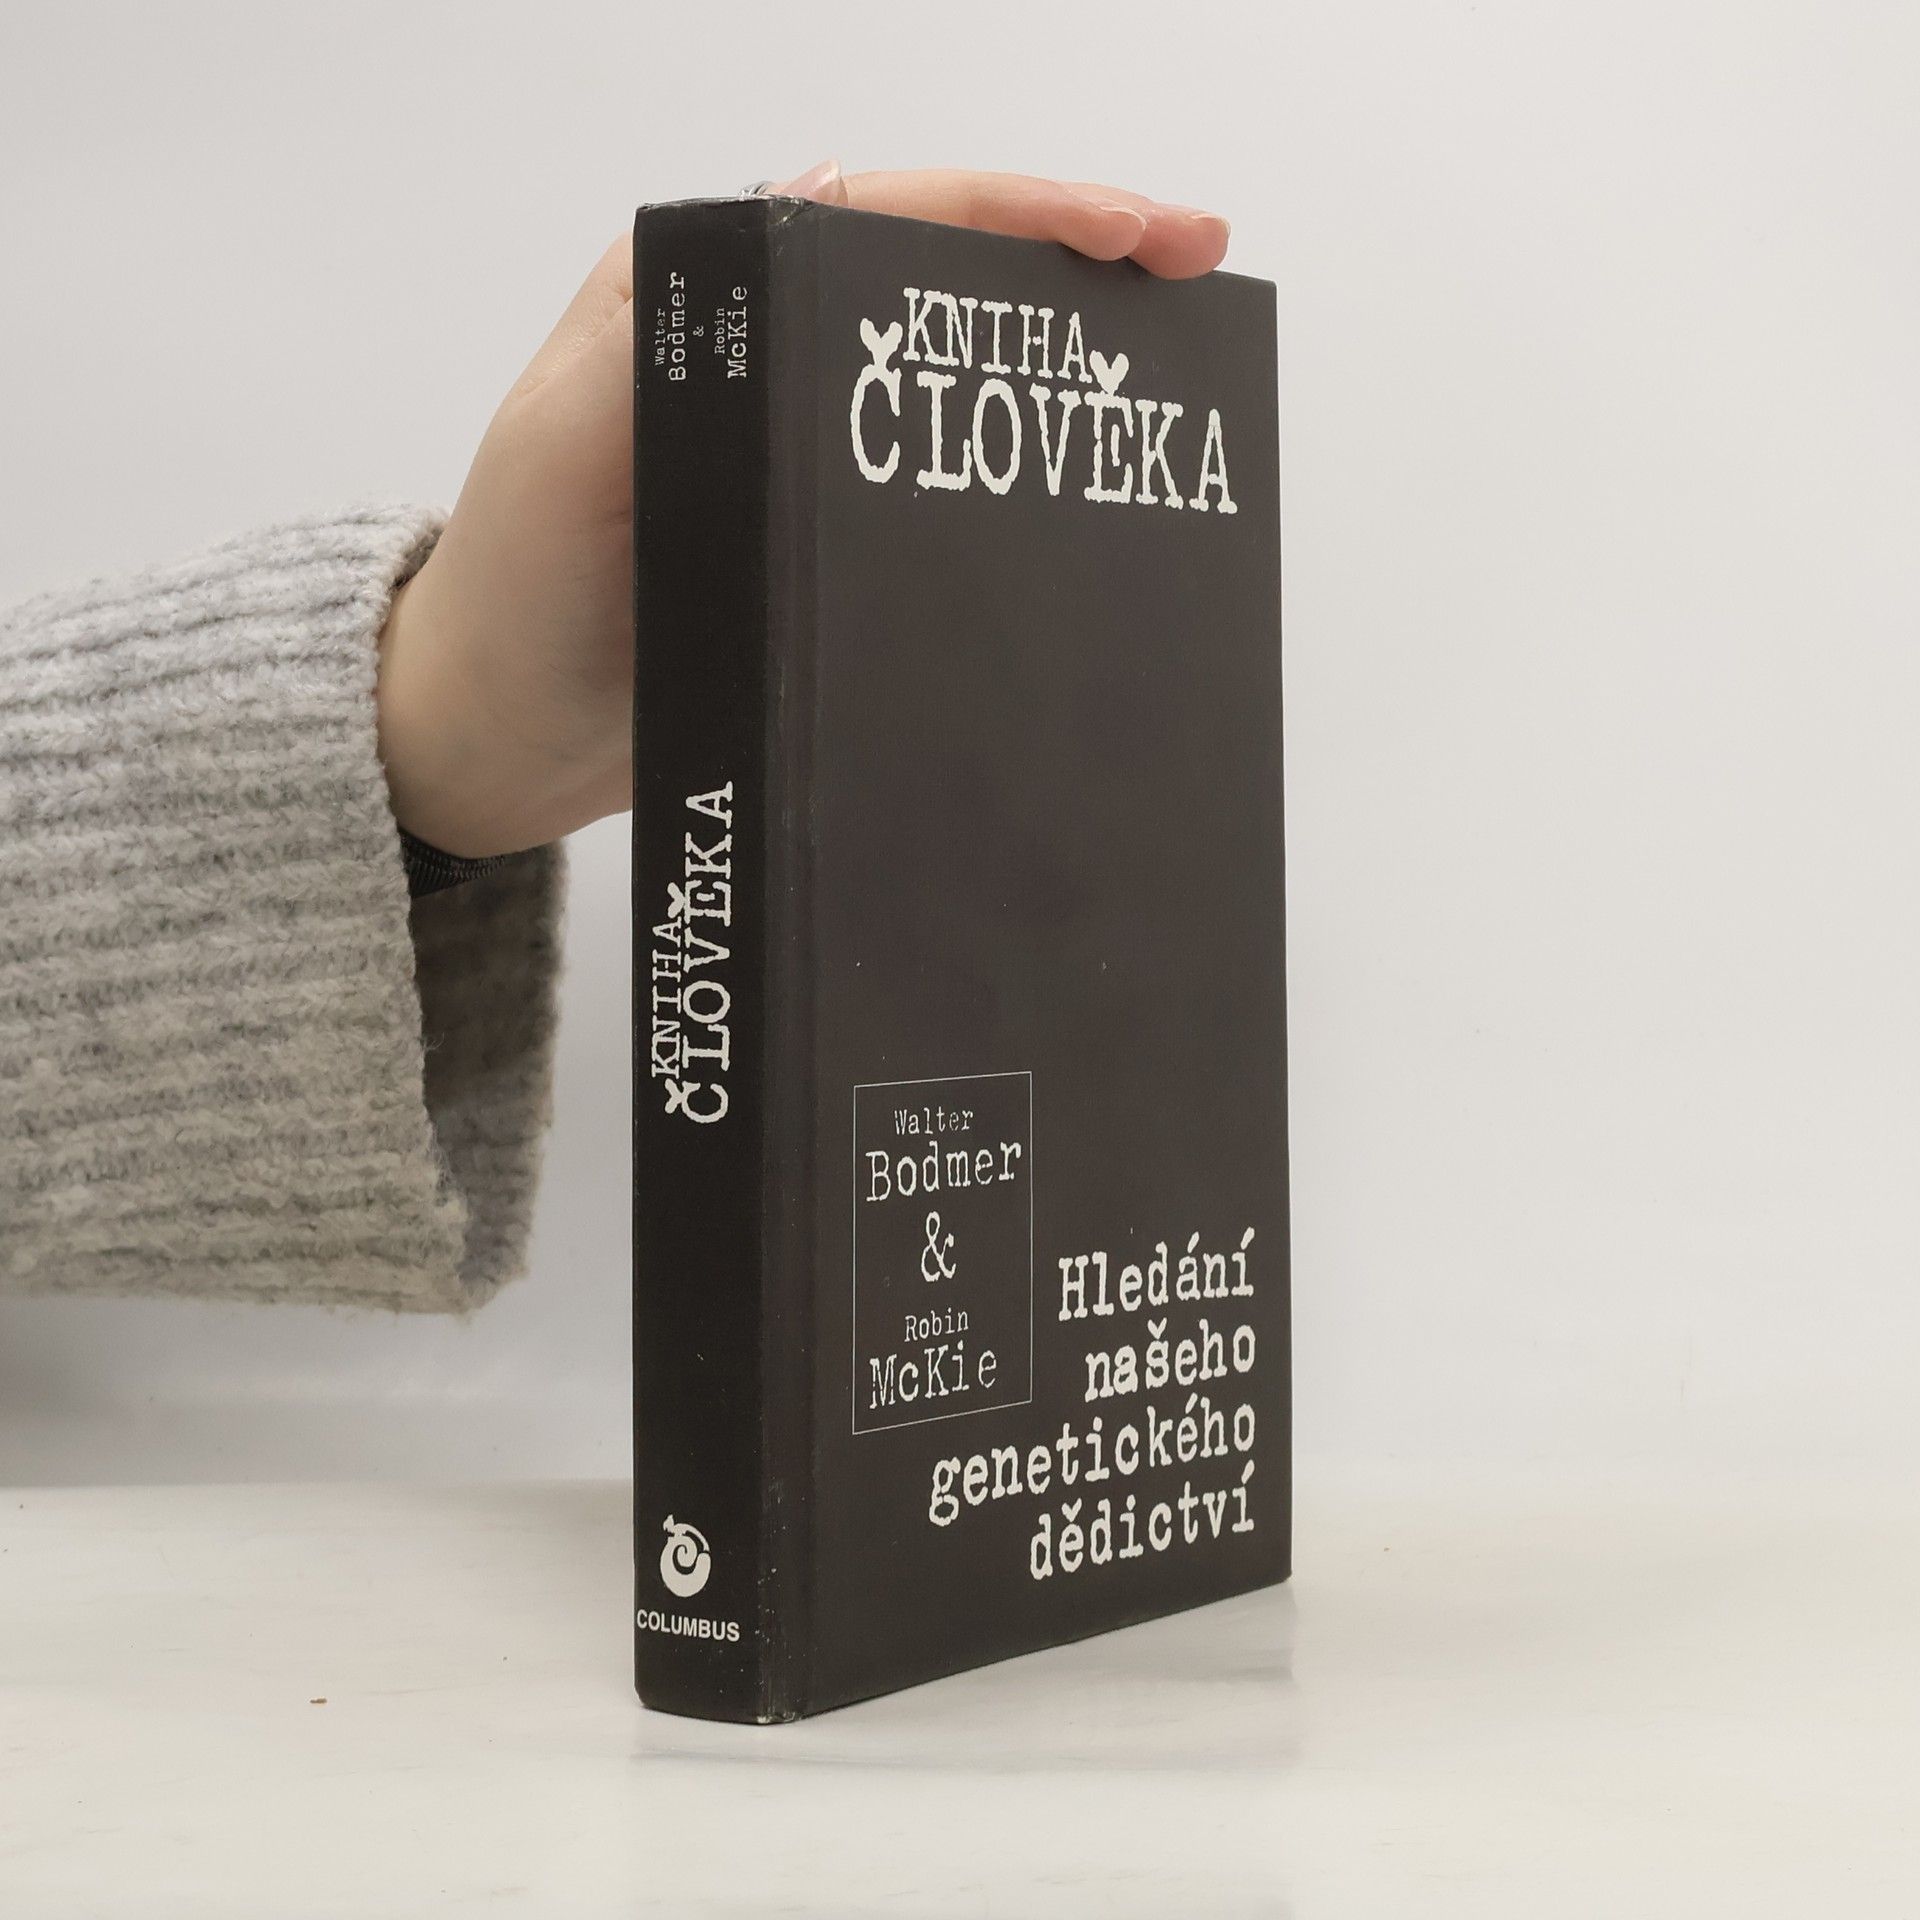 Walter
Bodmer
&
Robin
McKie
KNIHA
ČLOVĚKA
COLUMBUS
KNIHA
ČLOVĚKA
Walter
Bodmer
&
Robin
McKie
Hledání
našeho
genetického
dědictví